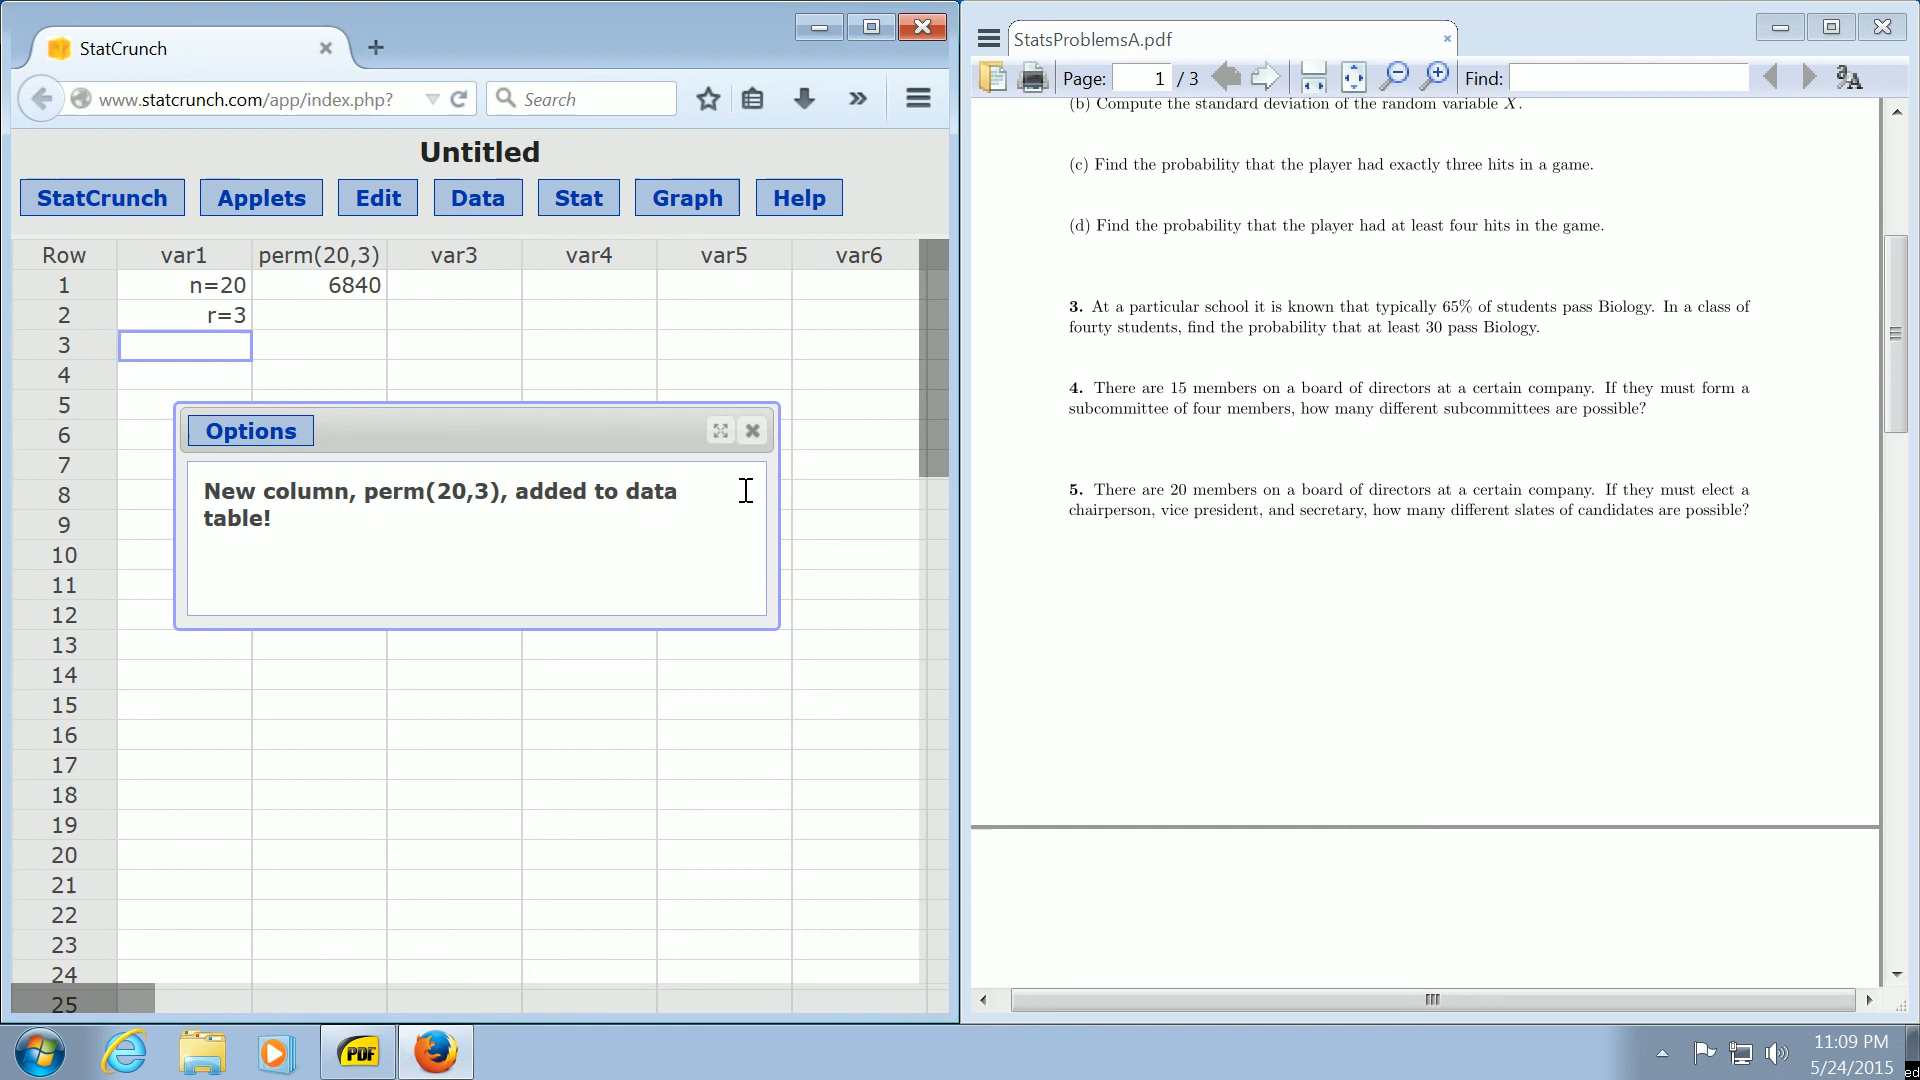 StatCrunch
www.statcrunch.com/app/index.php?
Search
Untitled
StatCrunch Applets Edit Data Stat Graph Help
Row var1 perm(20,3) var3 var4 var5 var6
1 n=20 6840
2 r=3
3
4
5
6
7
8
9
10
11
12
13
14
15
16
17
18
19
20
21
22
23
24
25
Options
New column, perm(20,3), added to data
table!
StatsProblemsA.pdf
Page: 1 / 3 Find:
(b) Compute the standard deviation of the random variable X.
(c) Find the probability that the player had exactly three hits in a game.
(d) Find the probability that the player had at least four hits in the game.
3. At a particular school it is known that typically 65% of students pass Biology. In a class of
fourty students, find the probability that at least 30 pass Biology.
4. There are 15 members on a board of directors at a certain company. If they must form a
subcommittee of four members, how many different subcommittees are possible?
5. There are 20 members on a board of directors at a certain company. If they must elect a
chairperson, vice president, and secretary, how many different slates of candidates are possible?
PDF
11:09 PM
5/24/2015
ed